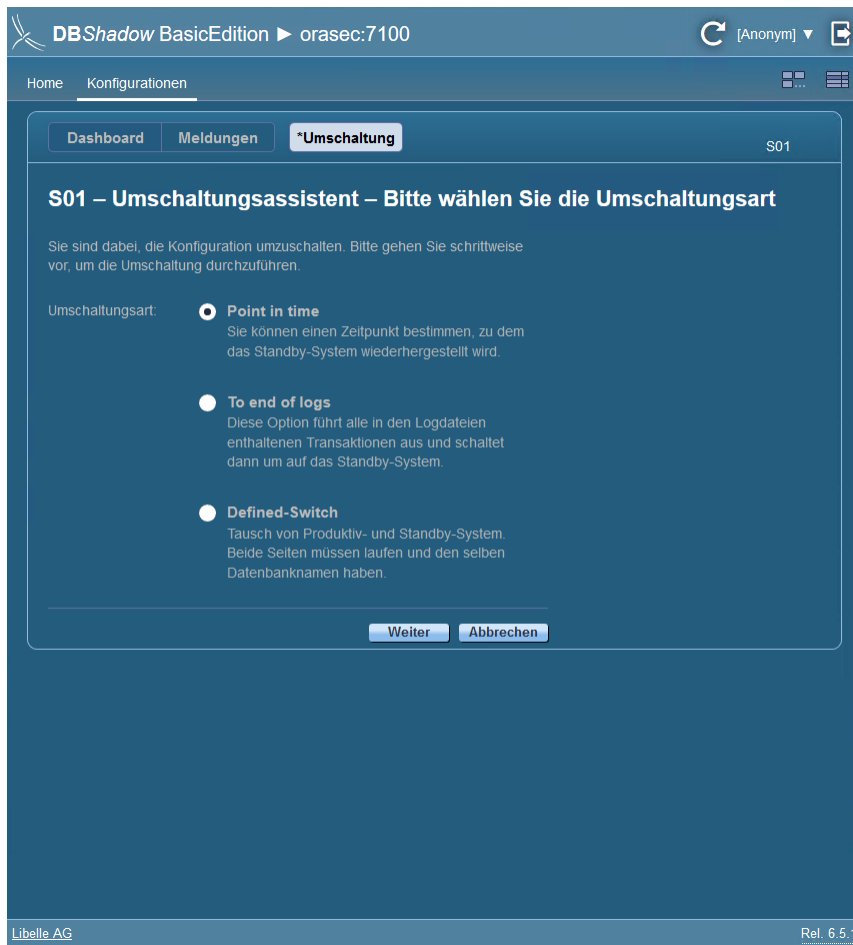 DBShadow BasicEdition ► orasec:7100
[Anonym] ▼
Home Konfigurationen
Dashboard Meldungen *Umschaltung
S01
S01 – Umschaltungsassistent – Bitte wählen Sie die Umschaltungsart
Sie sind dabei, die Konfiguration umzuschalten. Bitte gehen Sie schrittweise
vor, um die Umschaltung durchzuführen.
Umschaltungsart:
Point in time
Sie können einen Zeitpunkt bestimmen, zu dem
das Standby-System wiederhergestellt wird.
To end of logs
Diese Option führt alle in den Logdateien
enthaltenen Transaktionen aus und schaltet
dann um auf das Standby-System.
Defined-Switch
Tausch von Produktiv- und Standby-System.
Beide Seiten müssen laufen und den selben
Datenbanknamen haben.
Weiter Abbrechen
Libelle AG
Rel. 6.5.